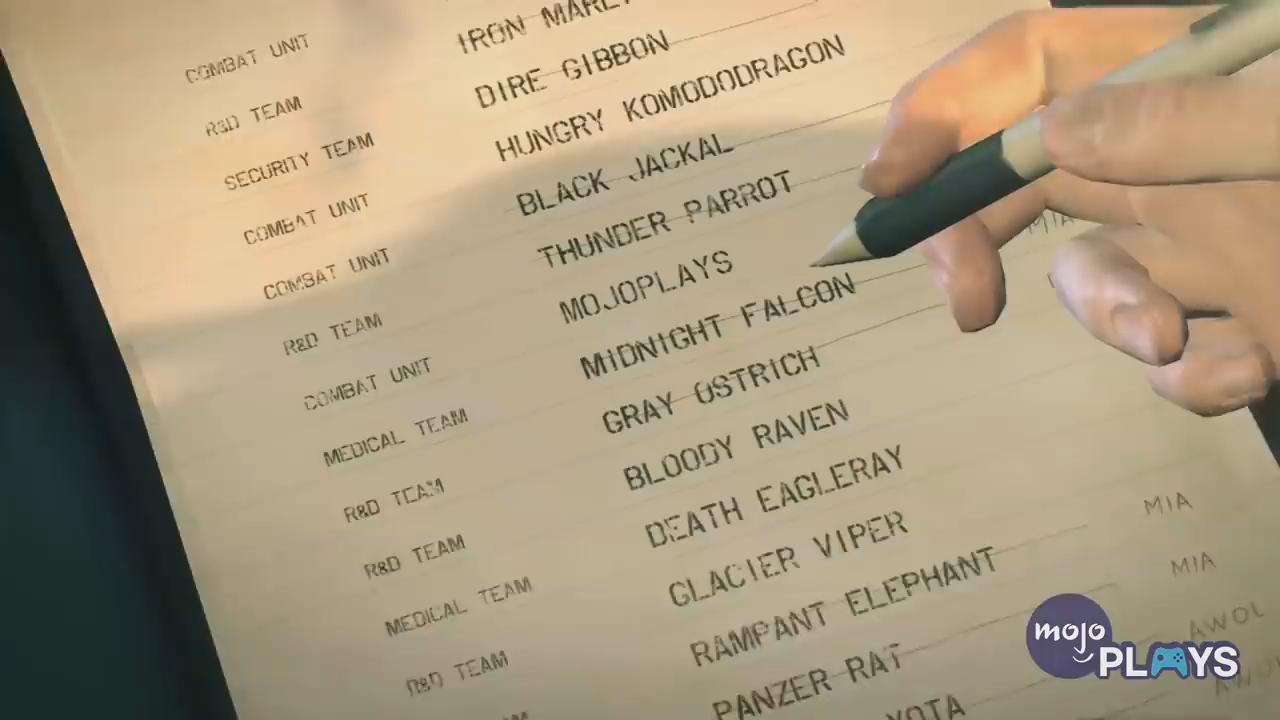 COMBAT UNIT
R&D TEAM IRON
SECURITY TEAM DIRE GIBBON
COMBAT UNIT HUNGRY KOMODODRAGON
COMBAT UNIT BLACK JACKAL
R&D TEAM THUNDER PARROT
COMBAT UNIT MOJOPLAYS
MEDICAL TEAM MIDNIGHT FALCON MIA
R&D TEAM GRAY OSTRICH
R&D TEAM BLOODY RAVEN
MEDICAL TEAM DEATH EAGLERAY
R&D TEAM GLACIER VIPER
RAMPANT ELEPHANT MIA
PANZER RAT MIA
AWOL
mojo
PLAYS